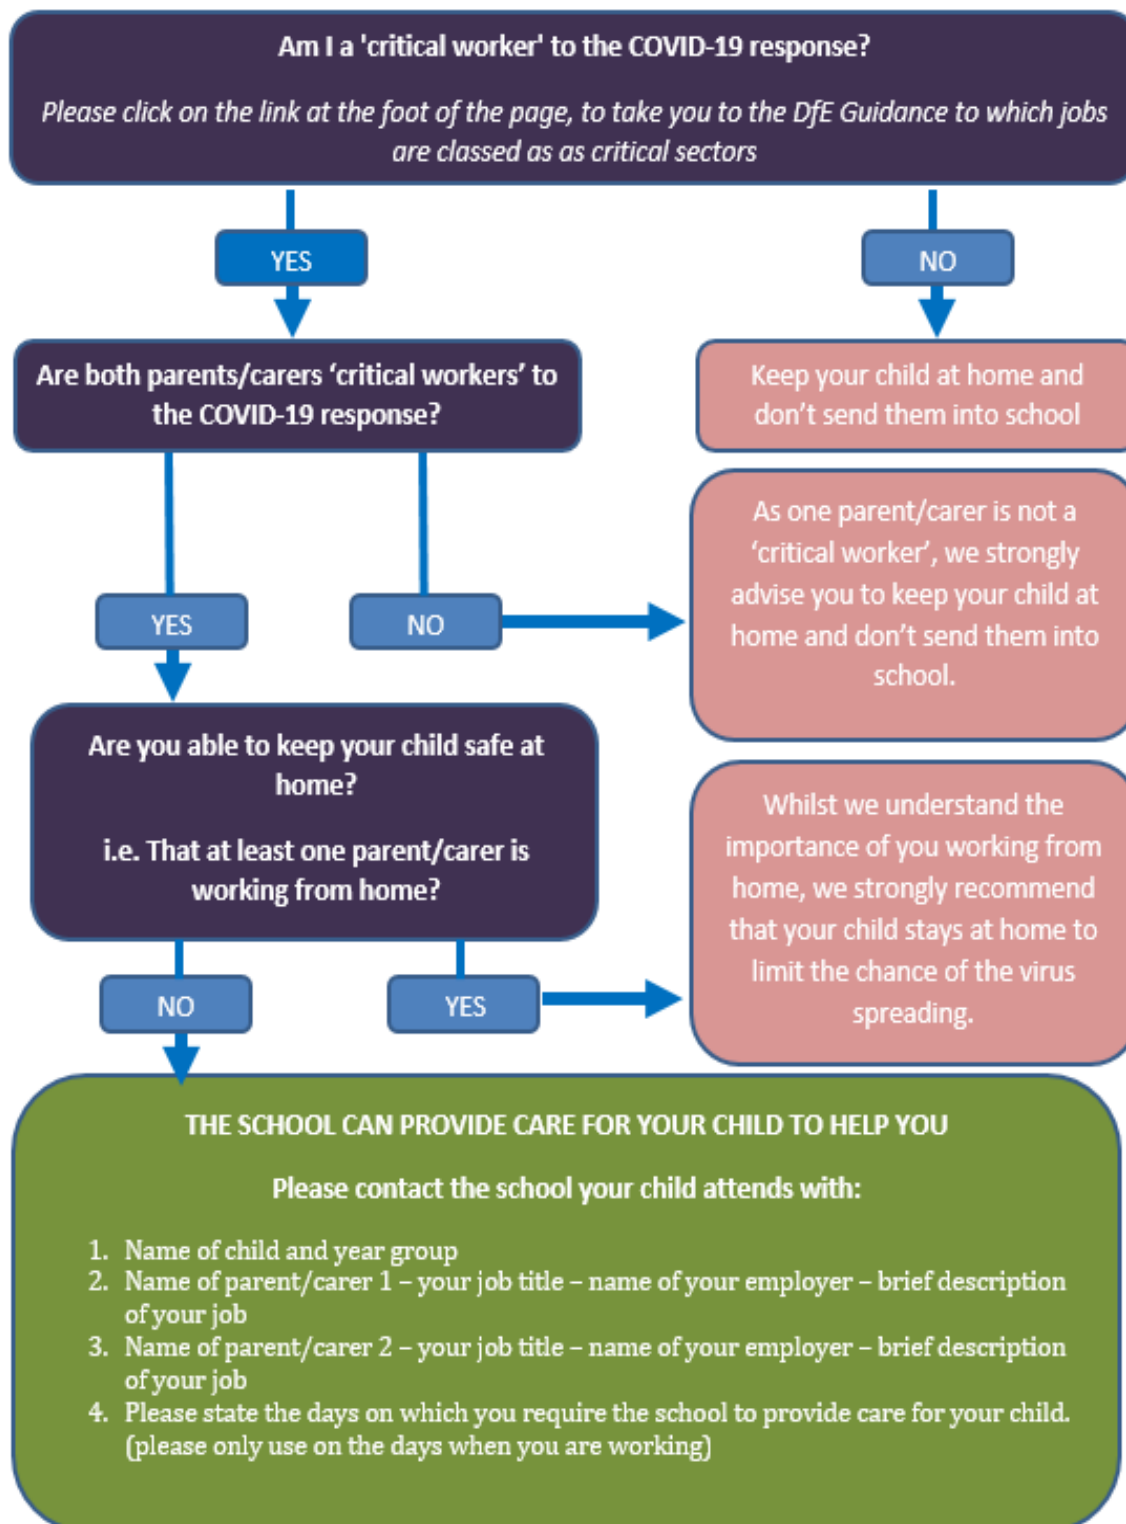 Am I a 'critical worker' to the COVID-19 response?
Please click on the link at the foot of the page, to take you to the DfE Guidance to which jobs
are classed as as critical sectors
YES
NO
Are both parents/carers ‘critical workers’ to
the COVID-19 response?
Keep your child at home and
don’t send them into school
YES
NO
As one parent/carer is not a
‘critical worker’, we strongly
advise you to keep your child at
home and don’t send them into
school.
Are you able to keep your child safe at
home?
i.e. That at least one parent/carer is
working from home?
NO
YES
Whilst we understand the
importance of you working from
home, we strongly recommend
that your child stays at home to
limit the chance of the virus
spreading.
THE SCHOOL CAN PROVIDE CARE FOR YOUR CHILD TO HELP YOU
Please contact the school your child attends with:
1. Name of child and year group
2. Name of parent/carer 1 – your job title – name of your employer – brief description
of your job
3. Name of parent/carer 2 – your job title – name of your employer – brief description
of your job
4. Please state the days on which you require the school to provide care for your child.
(please only use on the days when you are working)